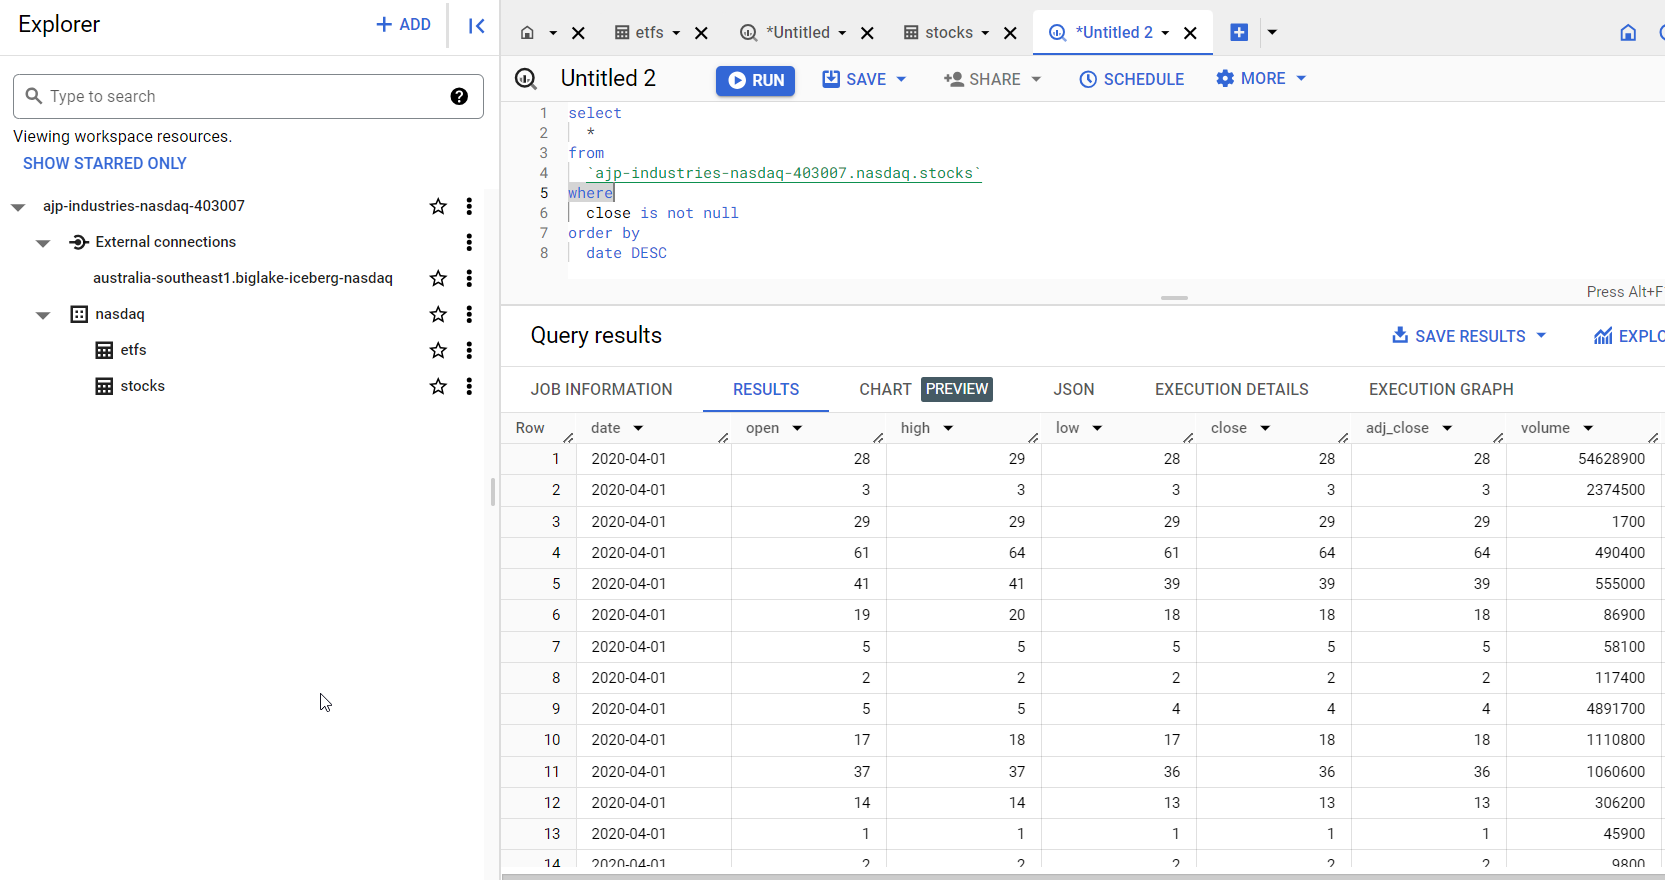 Explorer
+ ADD
Type to search
Viewing workspace resources.
SHOW STARRED ONLY
ajp-industries-nasdaq-403007
External connections
australia-southeast1.biglake-iceberg-nasdaq
nasdaq
etfs
stocks
etfs *Untitled stocks *Untitled 2
Untitled 2 RUN SAVE SHARE SCHEDULE MORE
1 select
2 *
3 from
4 `ajp-industries-nasdaq-403007.nasdaq.stocks`
5 where
6 close is not null
7 order by
8 date DESC
Press Alt+F
Query results SAVE RESULTS EXPLO
JOB INFORMATION RESULTS CHART PREVIEW JSON EXECUTION DETAILS EXECUTION GRAPH
Row date open high low close adj_close volume
1 2020-04-01 28 29 28 28 28 54628900
2 2020-04-01 3 3 3 3 3 2374500
3 2020-04-01 29 29 29 29 29 1700
4 2020-04-01 61 64 61 64 64 490400
5 2020-04-01 41 41 39 39 39 555000
6 2020-04-01 19 20 18 18 18 86900
7 2020-04-01 5 5 5 5 5 58100
8 2020-04-01 2 2 2 2 2 117400
9 2020-04-01 5 5 4 4 4 4891700
10 2020-04-01 17 18 17 18 18 1110800
11 2020-04-01 37 37 36 36 36 1060600
12 2020-04-01 14 14 13 13 13 306200
13 2020-04-01 1 1 1 1 1 45900
14 2020-04-01 2 2 2 2 2 9800